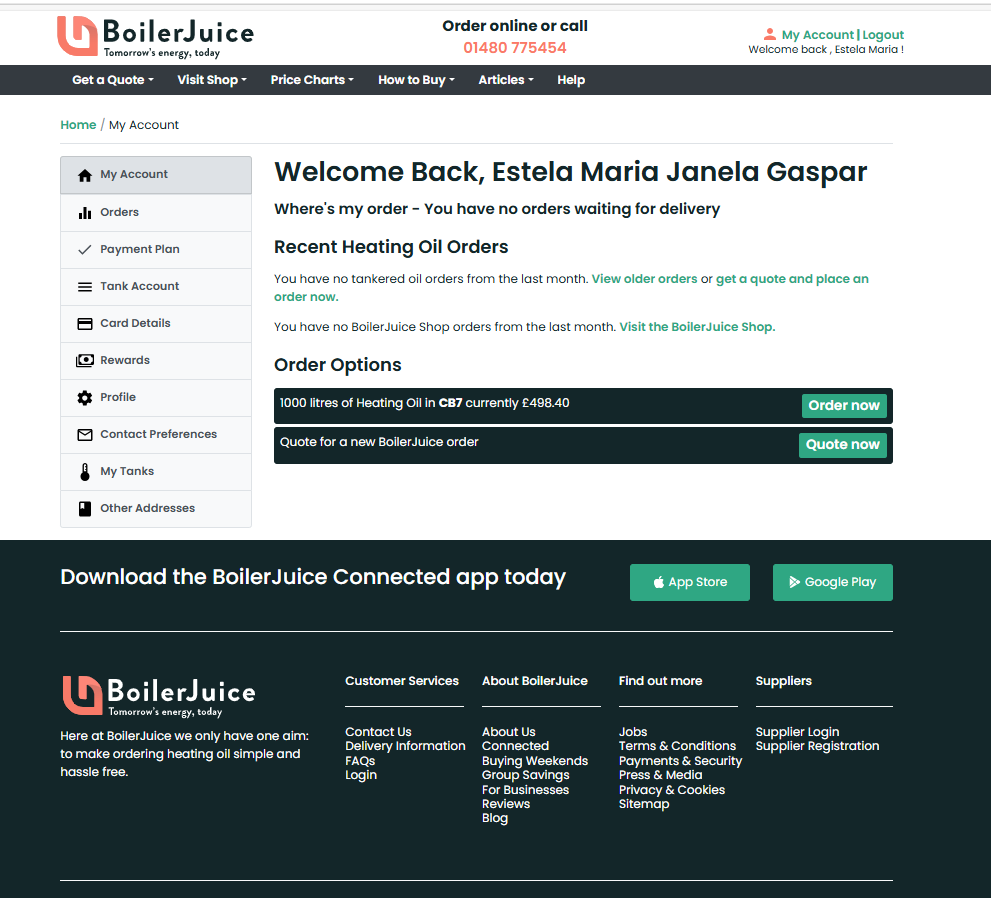 BoilerJuice
Tomorrow's energy, today
Order online or call
01480 775454
My Account | Logout
Welcome back , Estela Maria !
Get a Quote
Visit Shop
Price Charts
How to Buy
Articles
Help
Home / My Account
My Account
Orders
Payment Plan
Tank Account
Card Details
Rewards
Profile
Contact Preferences
My Tanks
Other Addresses
Welcome Back, Estela Maria Janela Gaspar
Where's my order - You have no orders waiting for delivery
Recent Heating Oil Orders
You have no tankered oil orders from the last month. View older orders or get a quote and place an
order now.
You have no BoilerJuice Shop orders from the last month. Visit the BoilerJuice Shop.
Order Options
1000 litres of Heating Oil in CB7 currently £498.40
Order now
Quote for a new BoilerJuice order
Quote now
Download the BoilerJuice Connected app today
App Store
Google Play
BoilerJuice
Tomorrow's energy, today
Here at BoilerJuice we only have one aim:
to make ordering heating oil simple and
hassle free.
Customer Services
Contact Us
Delivery Information
FAQs
Login
About BoilerJuice
About Us
Connected
Buying Weekends
Group Savings
For Businesses
Reviews
Blog
Find out more
Jobs
Terms & Conditions
Payments & Security
Press & Media
Privacy & Cookies
Sitemap
Suppliers
Supplier Login
Supplier Registration